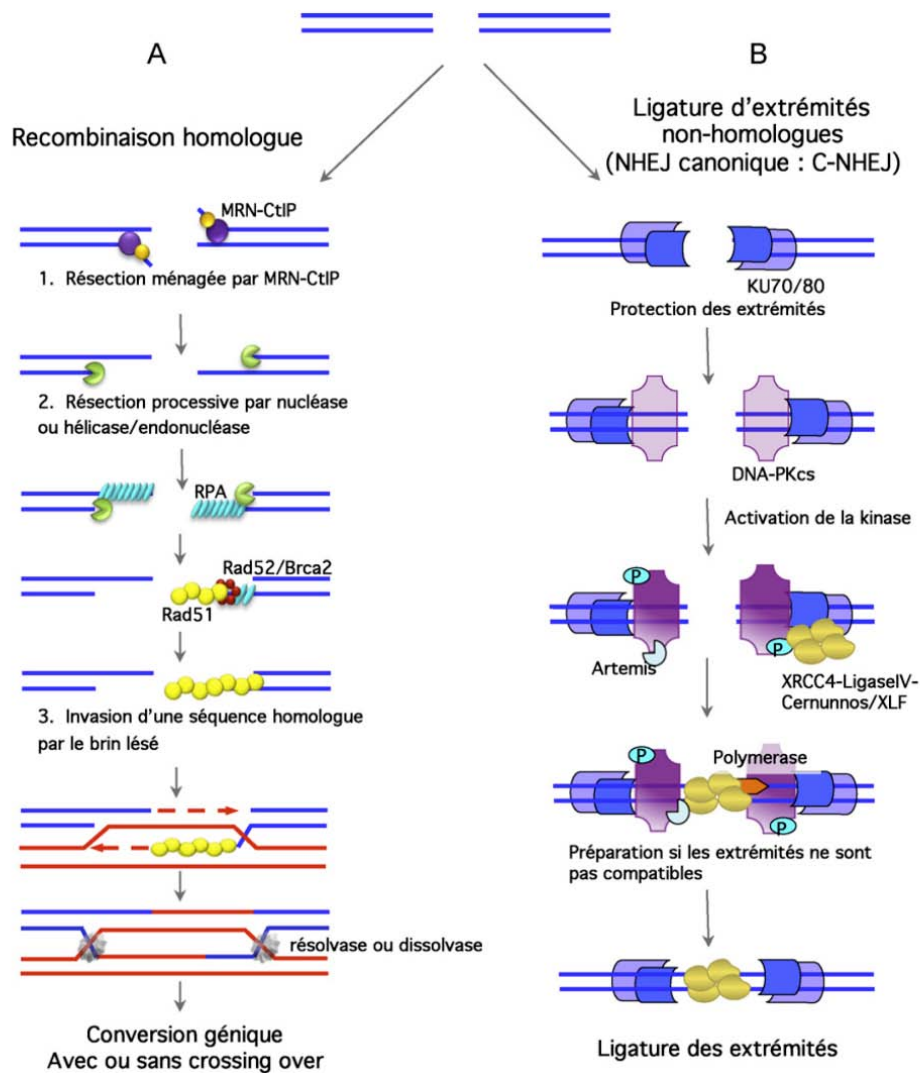 A
Recombinaison homologue
MRN-CtIP
1. Résection ménagée par MRN-CtIP
2. Résection processive par nucléase
ou hélicase/endonucléase
RPA
Rad52/Brca2
Rad51
3. Invasion d'une séquence homologue
par le brin lésé
résolvase ou dissolvase
Conversion génique
Avec ou sans crossing over
B
Ligature d'extrémités
non-homologues
(NHEJ canonique : C-NHEJ)
KU70/80
Protection des extrémités
DNA-PKcs
Activation de la kinase
P
Artemis
P
XRCC4-LigaseIV-
Cernunnos/XLF
P
Polymerase
P
Préparation si les extrémités ne sont
pas compatibles
Ligature des extrémités